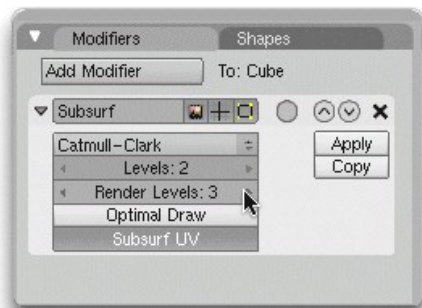 Modifiers Shapes
Add Modifier To: Cube
Subsurf
Catmull-Clark Apply
Levels: 2 Copy
Render Levels: 3
Optimal Draw
Subsurf UV